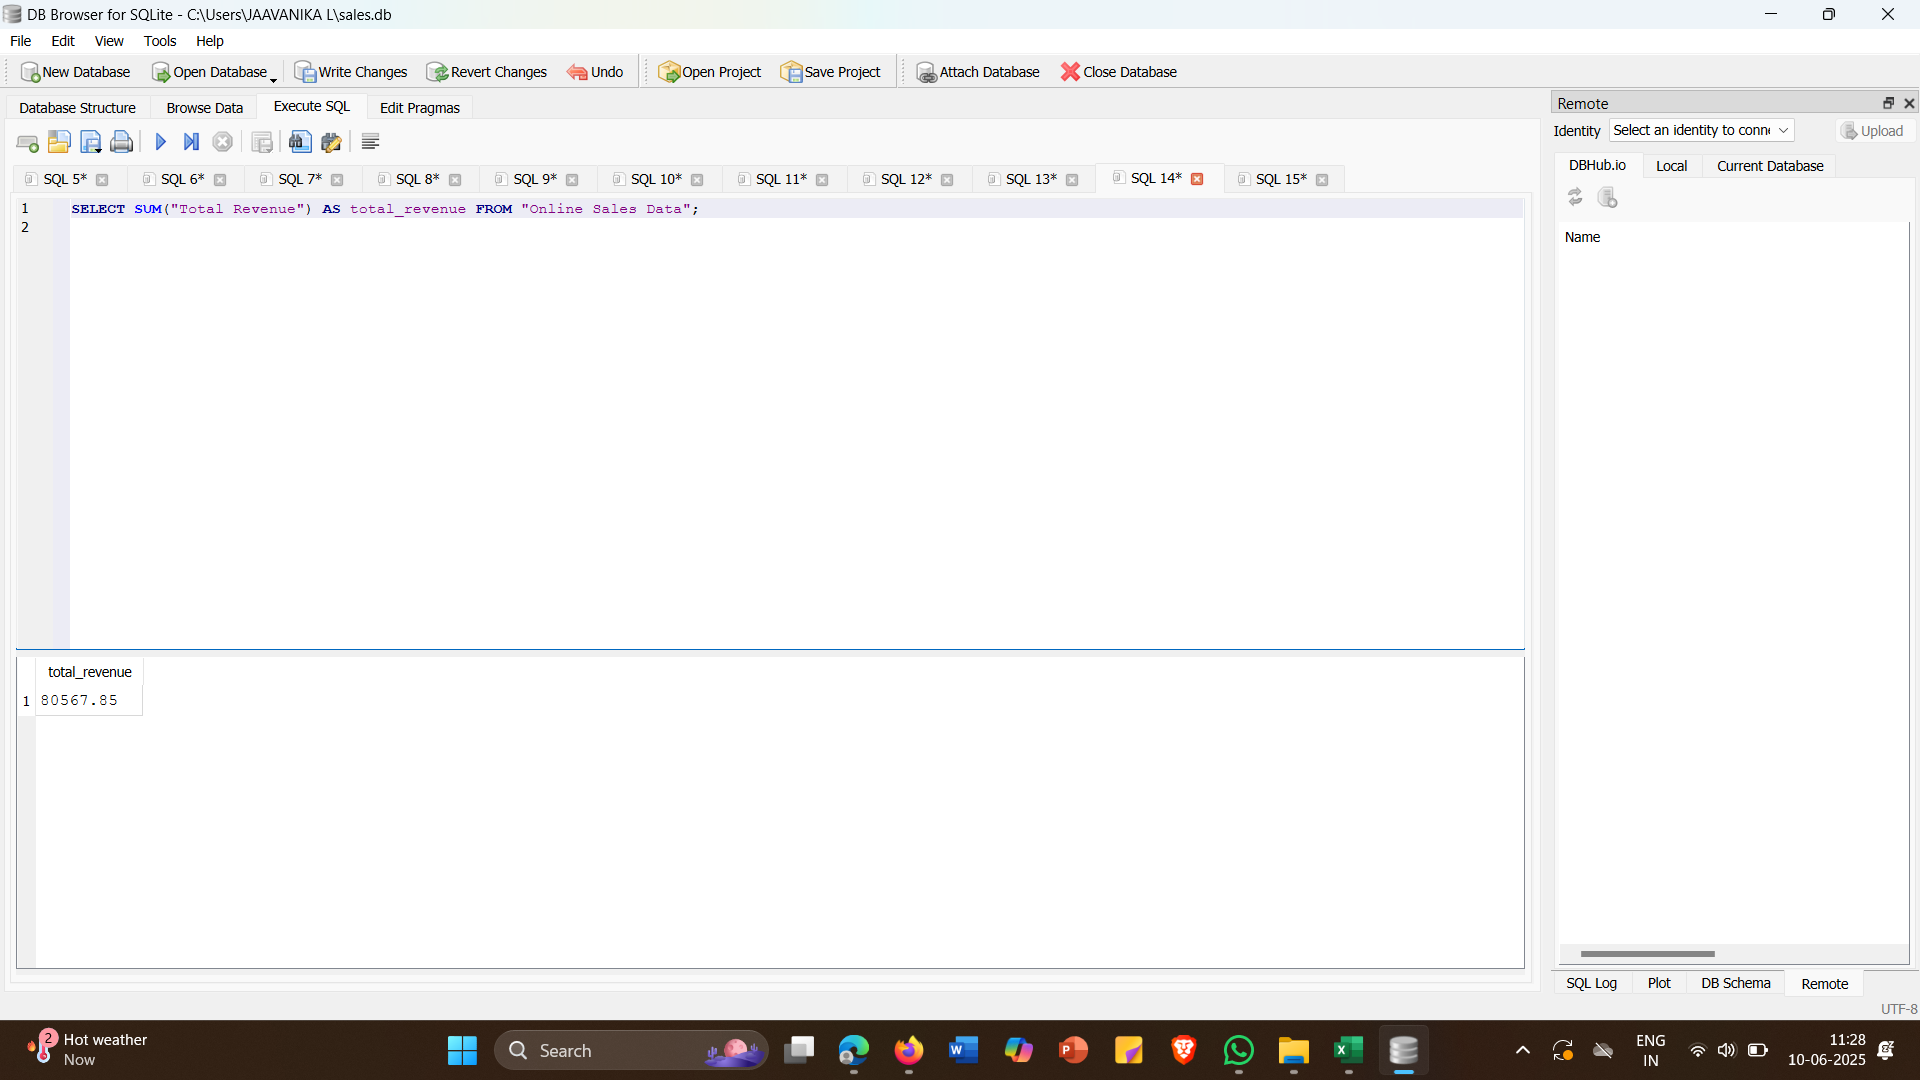 DB Browser for SQLite - C:\Users\JAAVANIKA L\sales.db
File Edit View Tools Help
New Database Open Database Write Changes Revert Changes Undo Open Project Save Project Attach Database Close Database
Database Structure Browse Data Execute SQL Edit Pragmas
SQL 5* SQL 6* SQL 7* SQL 8* SQL 9* SQL 10* SQL 11* SQL 12* SQL 13* SQL 14* SQL 15*
1 SELECT SUM("Total Revenue") AS total_revenue FROM "Online Sales Data";
2
total_revenue
1 80567.85
Remote
Identity Select an identity to conne Upload
DBHub.io Local Current Database
Name
SQL Log Plot DB Schema Remote
UTF-8
2 Hot weather
Now
Search
ENG
IN
11:28
10-06-2025